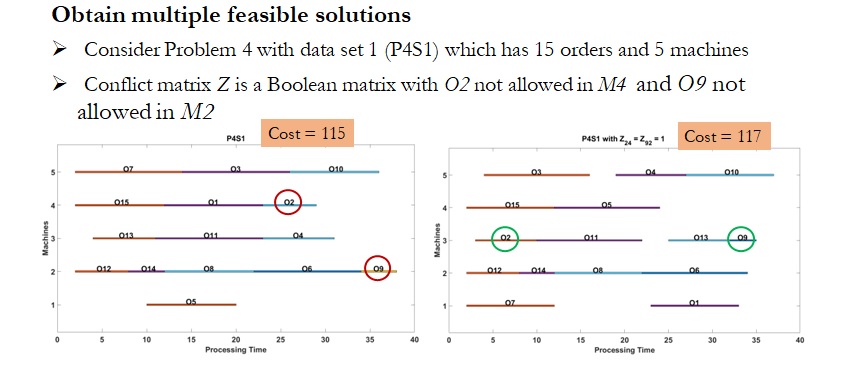 Obtain multiple feasible solutions
➤ Consider Problem 4 with data set 1 (P4S1) which has 15 orders and 5 machines
➤ Conflict matrix Z is a Boolean matrix with O2 not allowed in M4 and O9 not
allowed in M2
P4S1
Cost = 115
5
O7
O3
O10
4
O15
O1
O2
3
O13
O11
O4
2
O12
O14
O8
O6
O9
1
O5
Machines
0 5 10 15 20 25 30 35 40
Processing Time
P4S1 with Z24 = Z92 = 1
Cost = 117
5
O3
O4
O10
4
O15
O5
3
O2
O11
O13
O9
2
O12
O14
O8
O6
1
O7
O1
Machines
0 5 10 15 20 25 30 35 40
Processing Time